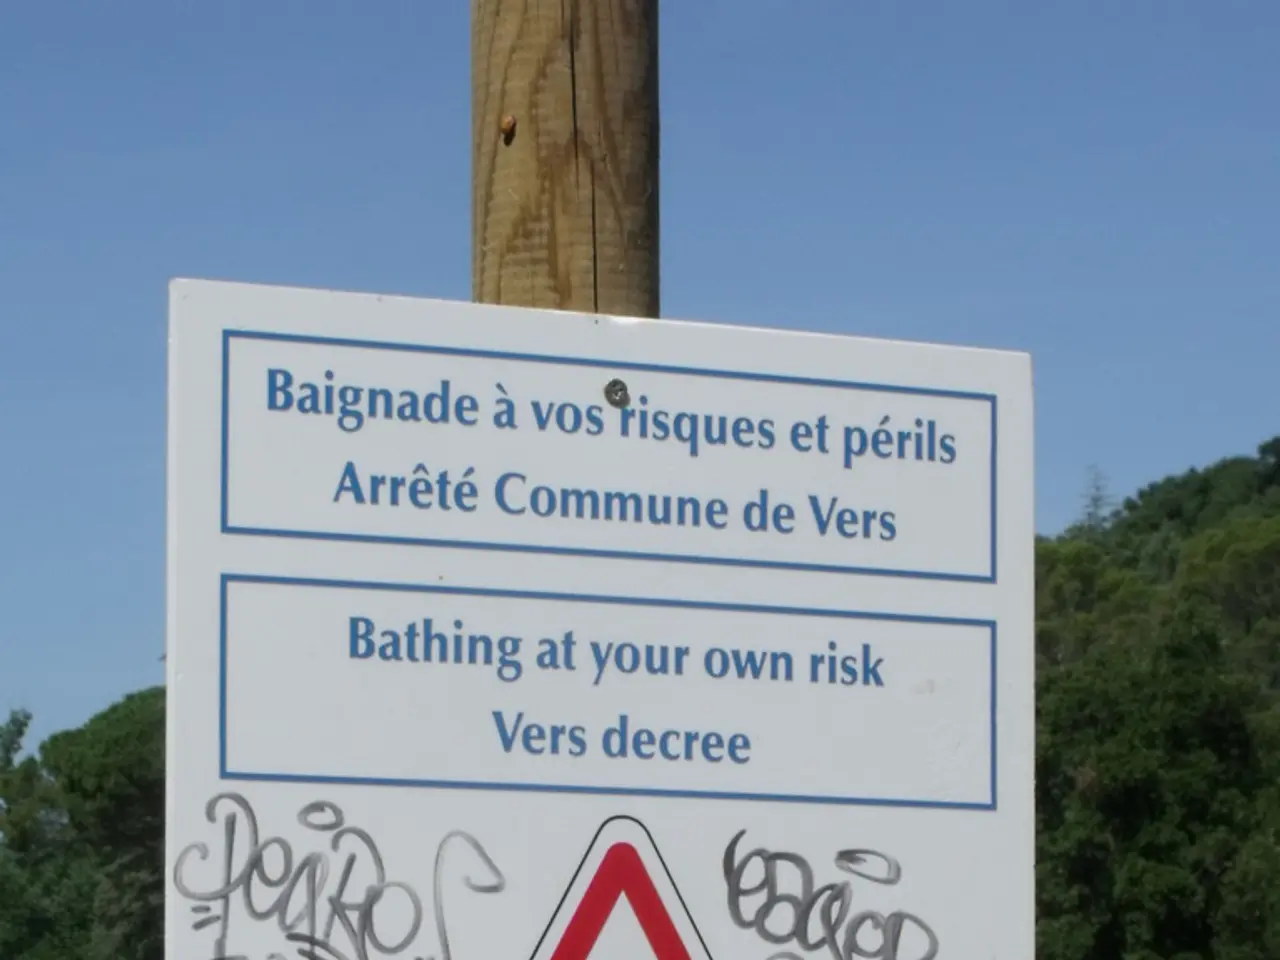 Baignade à vos risques et périls
Arrêté Commune de Vers
Bathing at your own risk
Vers decree